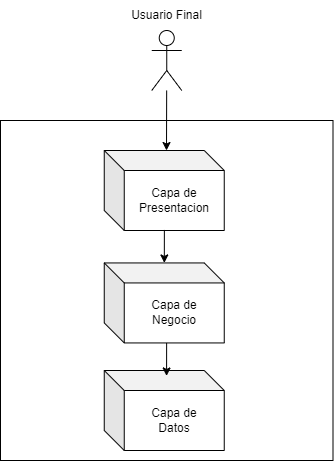 Usuario Final
Capa de
Presentacion
Capa de
Negocio
Capa de
Datos